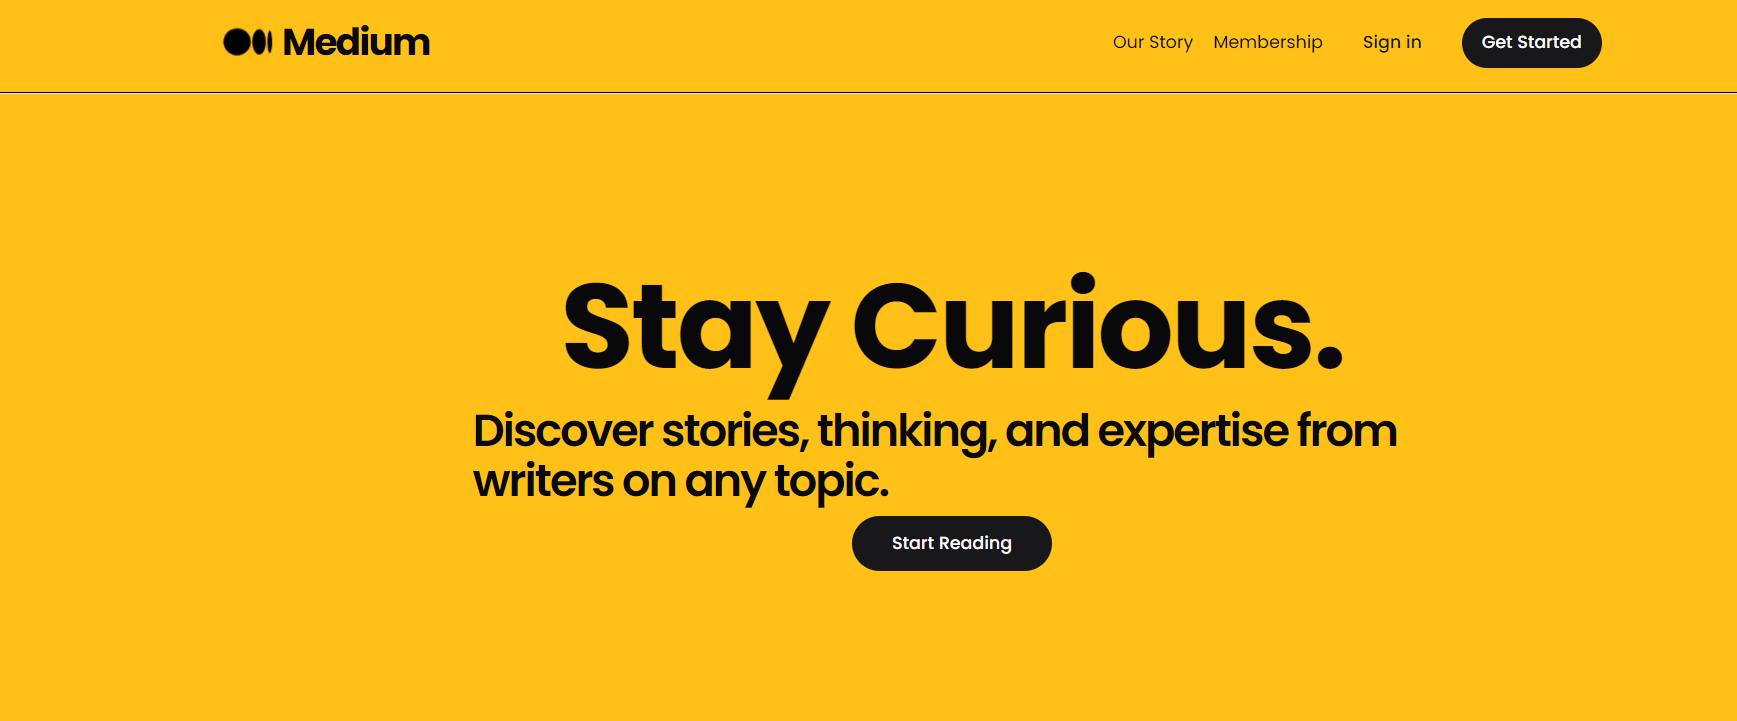 Medium
Our Story
Membership
Sign in
Get Started
Stay Curious.
Discover stories, thinking, and expertise from
writers on any topic.
Start Reading